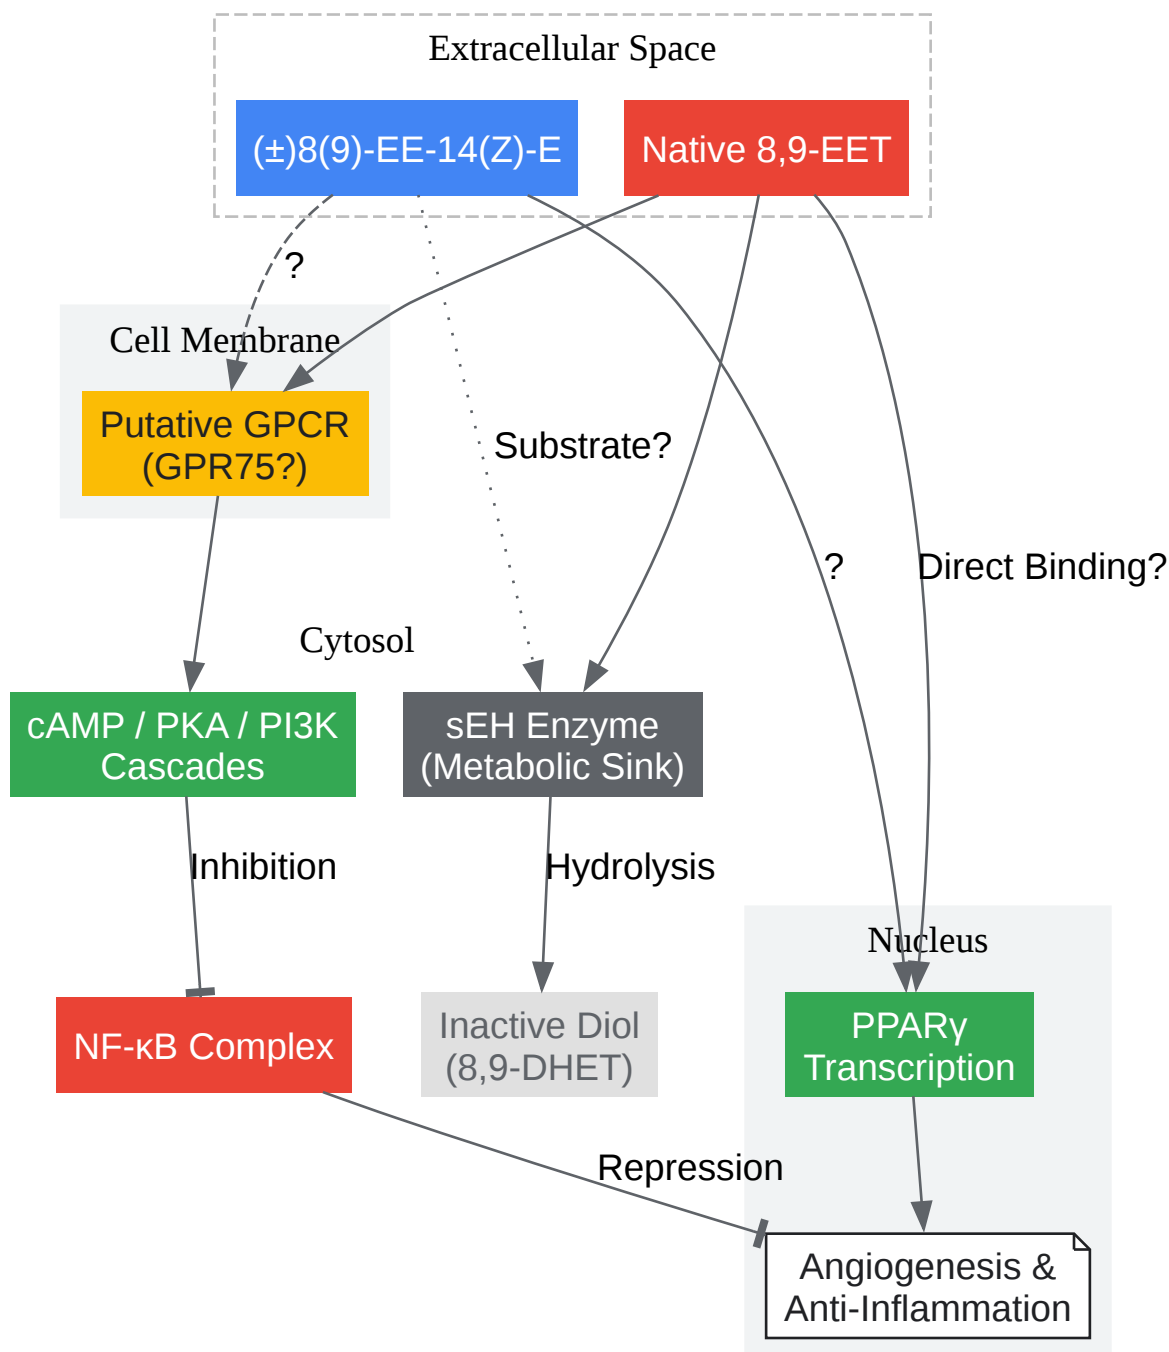 Extracellular Space
(±)8(9)-EE-14(Z)-E
Native 8,9-EET
?
Cell Membrane
Putative GPCR
(GPR75?)
Substrate?
?
Direct Binding?
Cytosol
cAMP / PKA / PI3K
Cascades
sEH Enzyme
(Metabolic Sink)
Inhibition
Hydrolysis
Nucleus
NF-κB Complex
Inactive Diol
(8,9-DHET)
PPARγ
Transcription
Repression
Angiogenesis &
Anti-Inflammation